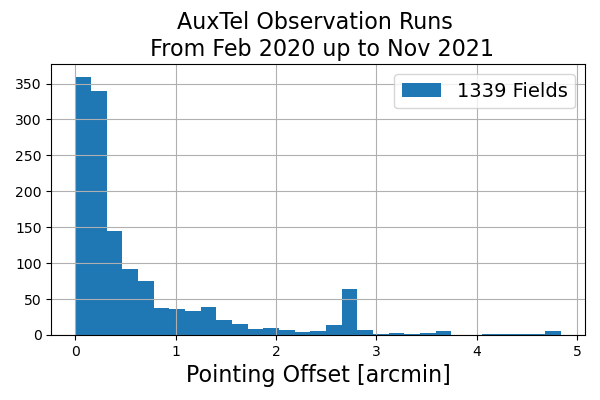 AuxTel Observation Runs
From Feb 2020 up to Nov 2021
1339 Fields
350
300
250
200
150
100
50
0
0 1 2 3 4 5
Pointing Offset [arcmin]